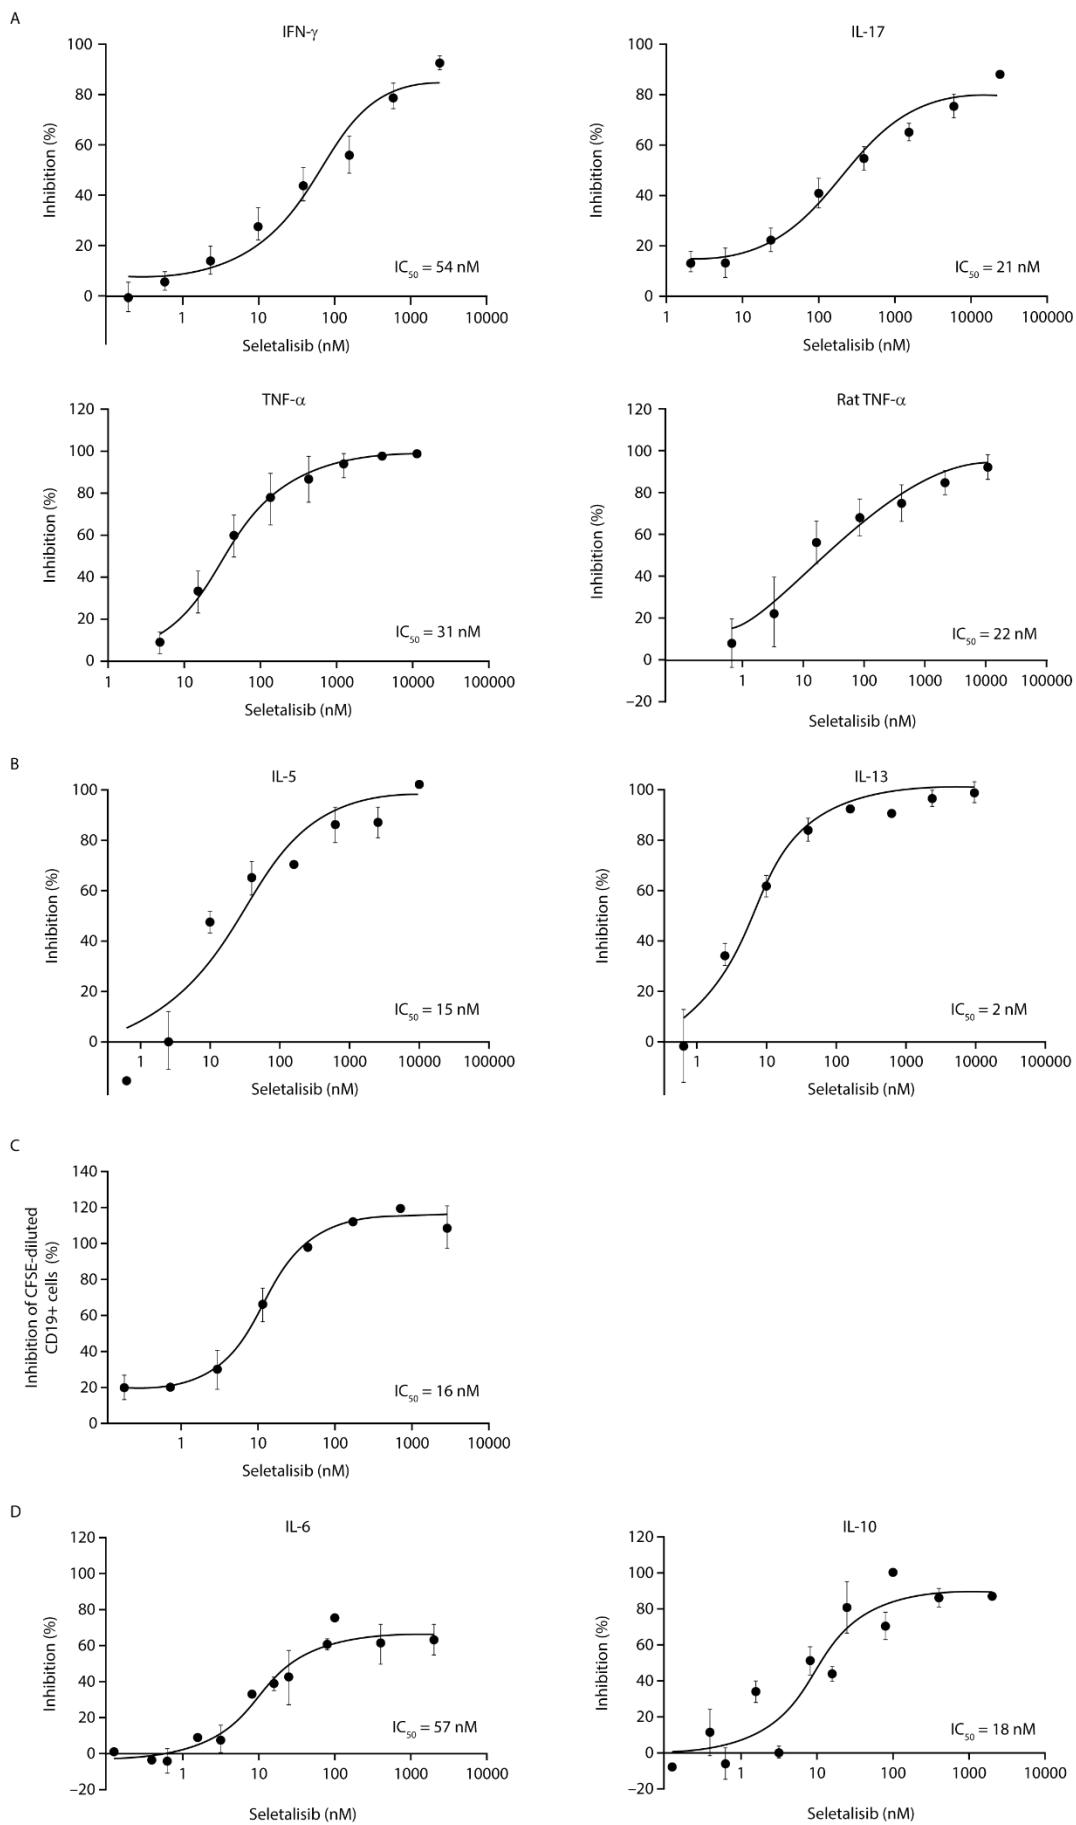 A
IFN-γ
100
80
60
40
20
0
Inhibition (%)
IC50 = 54 nM
1 10 100 1000 10000
Seletalisib (nM)
IL-17
100
80
60
40
20
0
Inhibition (%)
IC50 = 21 nM
1 10 100 1000 10000 100000
Seletalisib (nM)
TNF-α
120
100
80
60
40
20
0
Inhibition (%)
IC50 = 31 nM
1 10 100 1000 10000 100000
Seletalisib (nM)
Rat TNF-α
120
100
80
60
40
20
0
–20
Inhibition (%)
IC50 = 22 nM
1 10 100 1000 10000 100000
Seletalisib (nM)
B
IL-5
100
80
60
40
20
0
Inhibition (%)
IC50 = 15 nM
1 10 100 1000 10000 100000
Seletalisib (nM)
IL-13
100
80
60
40
20
0
Inhibition (%)
IC50 = 2 nM
1 10 100 1000 10000 100000
Seletalisib (nM)
C
140
120
100
80
60
40
20
0
Inhibition of CFSE-diluted
CD19+ cells (%)
IC50 = 16 nM
1 10 100 1000 10000
Seletalisib (nM)
D
IL-6
120
100
80
60
40
20
0
–20
Inhibition (%)
IC50 = 57 nM
1 10 100 1000 10000
Seletalisib (nM)
IL-10
120
100
80
60
40
20
0
–20
Inhibition (%)
IC50 = 18 nM
1 10 100 1000 10000
Seletalisib (nM)